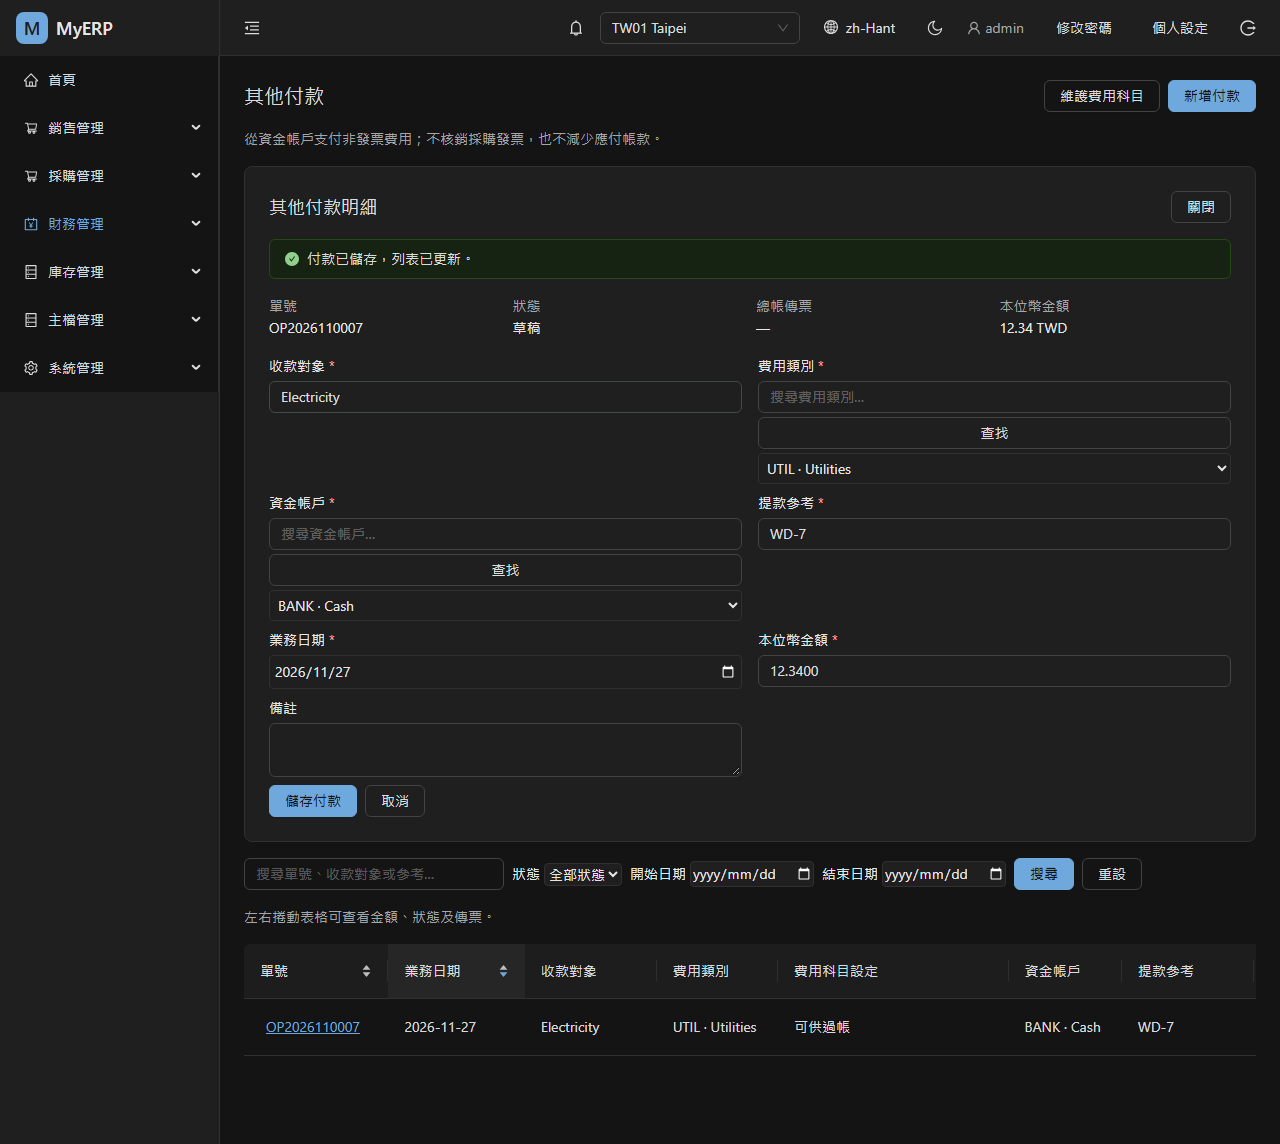 M MyERP
TW01 Taipei
zh-Hant
admin
修改密碼
個人設定
首頁
銷售管理
採購管理
財務管理
庫存管理
主檔管理
系統管理
其他付款
維護費用科目
新增付款
從資金帳戶支付非發票費用；不核銷採購發票，也不減少應付帳款。
其他付款明細
關閉
付款已儲存，列表已更新。
單號
OP2026110007
狀態
草稿
總帳傳票
—
本位幣金額
12.34 TWD
收款對象 *
Electricity
費用類別 *
搜尋費用類別...
查找
UTIL · Utilities
資金帳戶 *
搜尋資金帳戶...
查找
BANK · Cash
提款參考 *
WD-7
業務日期 *
2026/11/27
本位幣金額 *
12.3400
備註
儲存付款
取消
搜尋單號、收款對象或參考...
狀態 全部狀態
開始日期 yyyy/mm/dd
結束日期 yyyy/mm/dd
搜尋
重設
左右捲動表格可查看金額、狀態及傳票。
單號 業務日期 收款對象 費用類別 費用科目設定 資金帳戶 提款參考
OP2026110007 2026-11-27 Electricity UTIL · Utilities 可供過帳 BANK · Cash WD-7